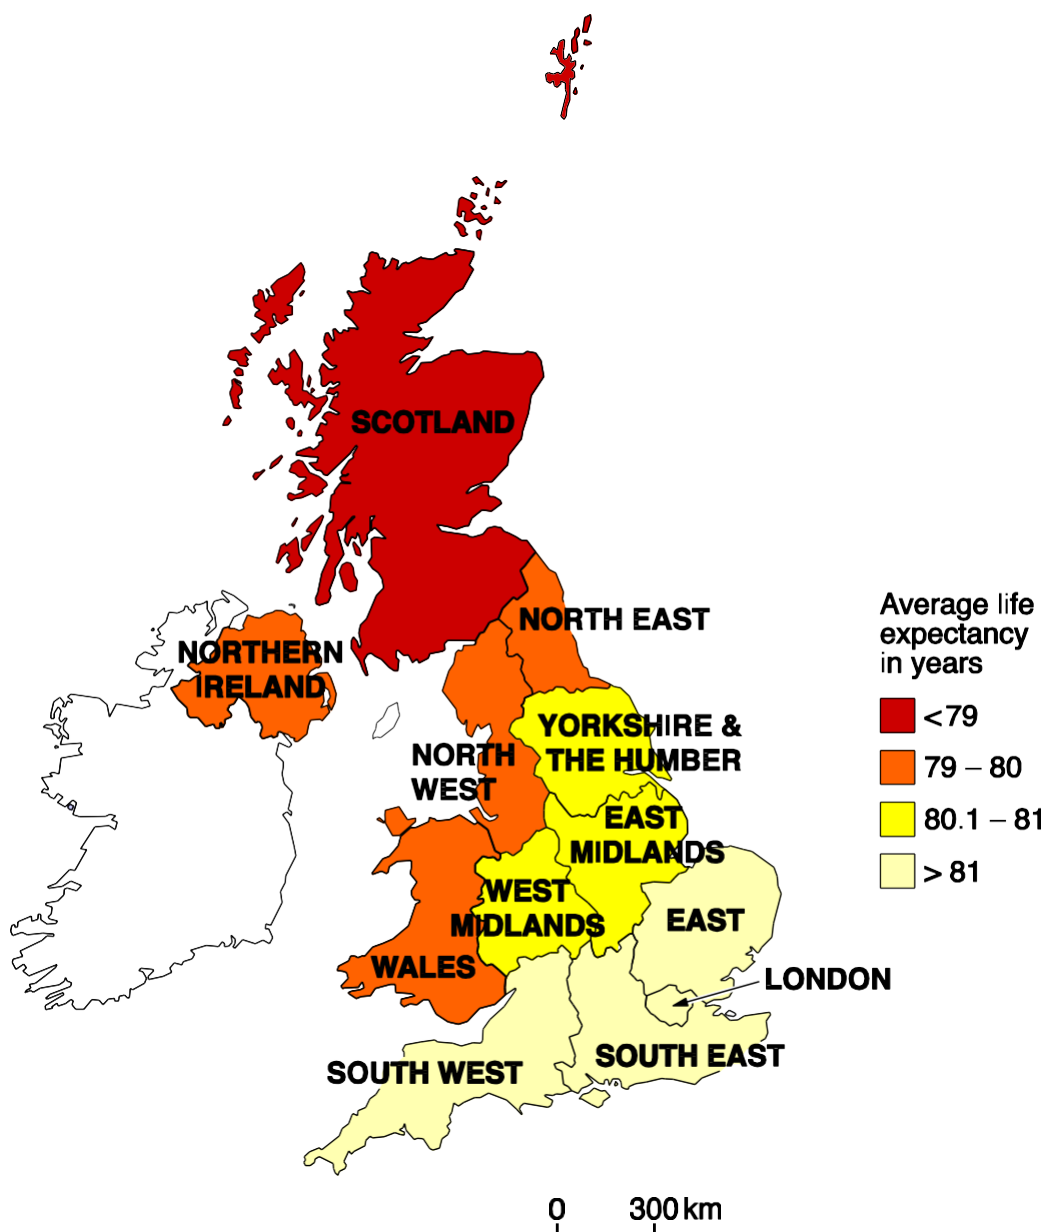 SCOTLAND
NORTH EAST
NORTHERN
IRELAND
YORKSHIRE &
THE HUMBER
NORTH
WEST
EAST
MIDLANDS
WEST
MIDLANDS
EAST
WALES
LONDON
SOUTH EAST
SOUTH WEST
Average life
expectancy
in years
<79
79 – 80
80.1 – 81
> 81
0 300 km